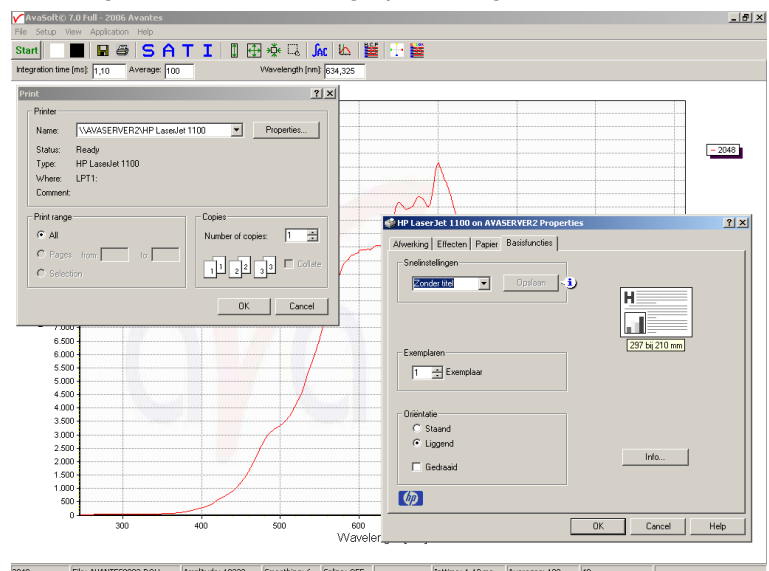 AvaSoft© 7.0 Full - 2006 Avantes
File Setup View Application Help
Start S A T I
Integration time [ms]: 1,10 Average: 100 Wavelength [nm]: 634,325
2048
Print
Printer
Name: \\AVASERVER2\HP LaserJet 1100 Properties...
Status: Ready
Type: HP LaserJet 1100
Where: LPT1:
Comment:
Print range
All
Pages from: to:
Selection
Copies
Number of copies: 1
1 1 2 2 3 3 Collate
OK Cancel
HP LaserJet 1100 on AVASERVER2 Properties
Afwerking Effecten Papier Basisfuncties
Snelinstellingen
Zonder titel Opslaan
297 bij 210 mm
Exemplaren
1 Exemplaar
Oriëntatie
Staand
Liggend
Gedraaid
Info...
hp
OK Cancel Help
7.000
6.500
6.000
5.500
5.000
4.500
4.000
3.500
3.000
2.500
2.000
1.500
1.000
500
0
300 400 500 600